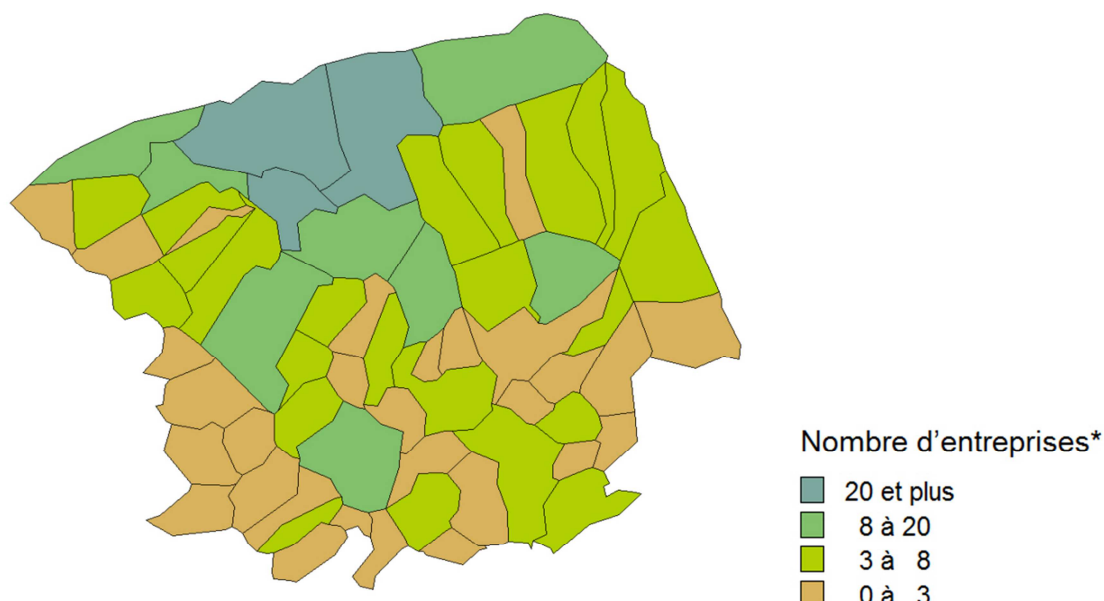 Nombre d'entreprises*
20 et plus
8 à 20
3 à 8
0 à 3